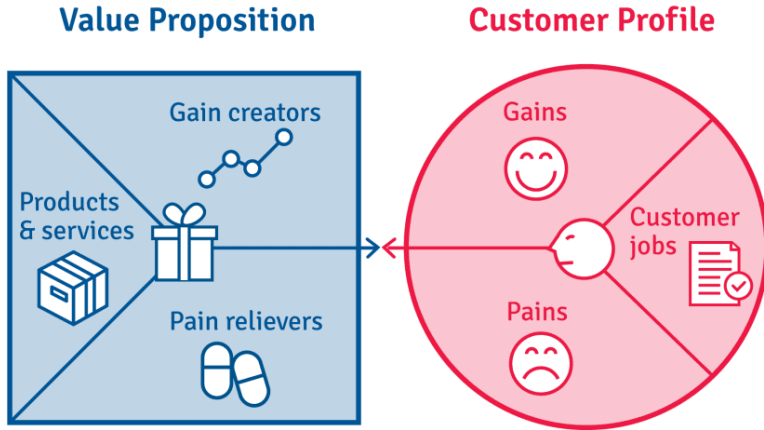 Value Proposition
Customer Profile
Gain creators
Products
& services
Pain relievers
Gains
Customer
jobs
Pains